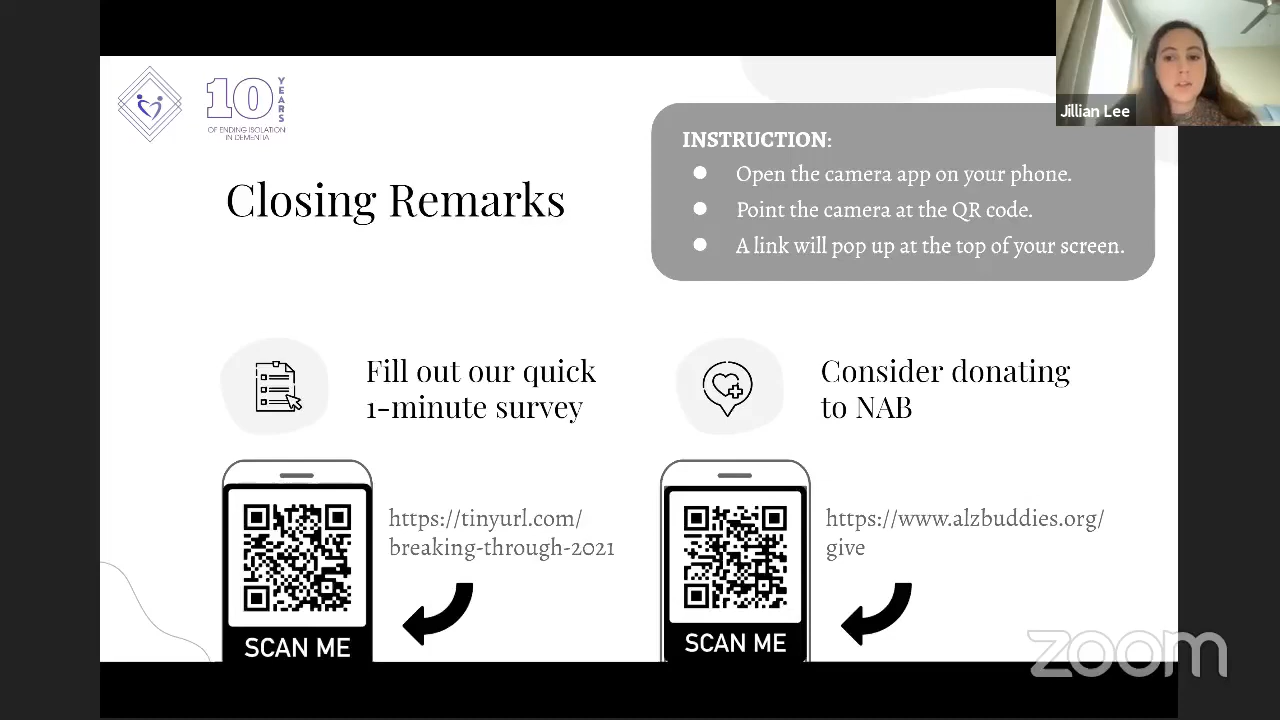 10
YEARS
OF ENDING ISOLATION
IN DEMENTIA
Jillian Lee
INSTRUCTION:
Open the camera app on your phone.
Point the camera at the QR code.
A link will pop up at the top of your screen.
Closing Remarks
Fill out our quick
1-minute survey
Consider donating
to NAB
https://tinyurl.com/
breaking-through-2021
https://www.alzbuddies.org/
give
SCAN ME
SCAN ME
zoom